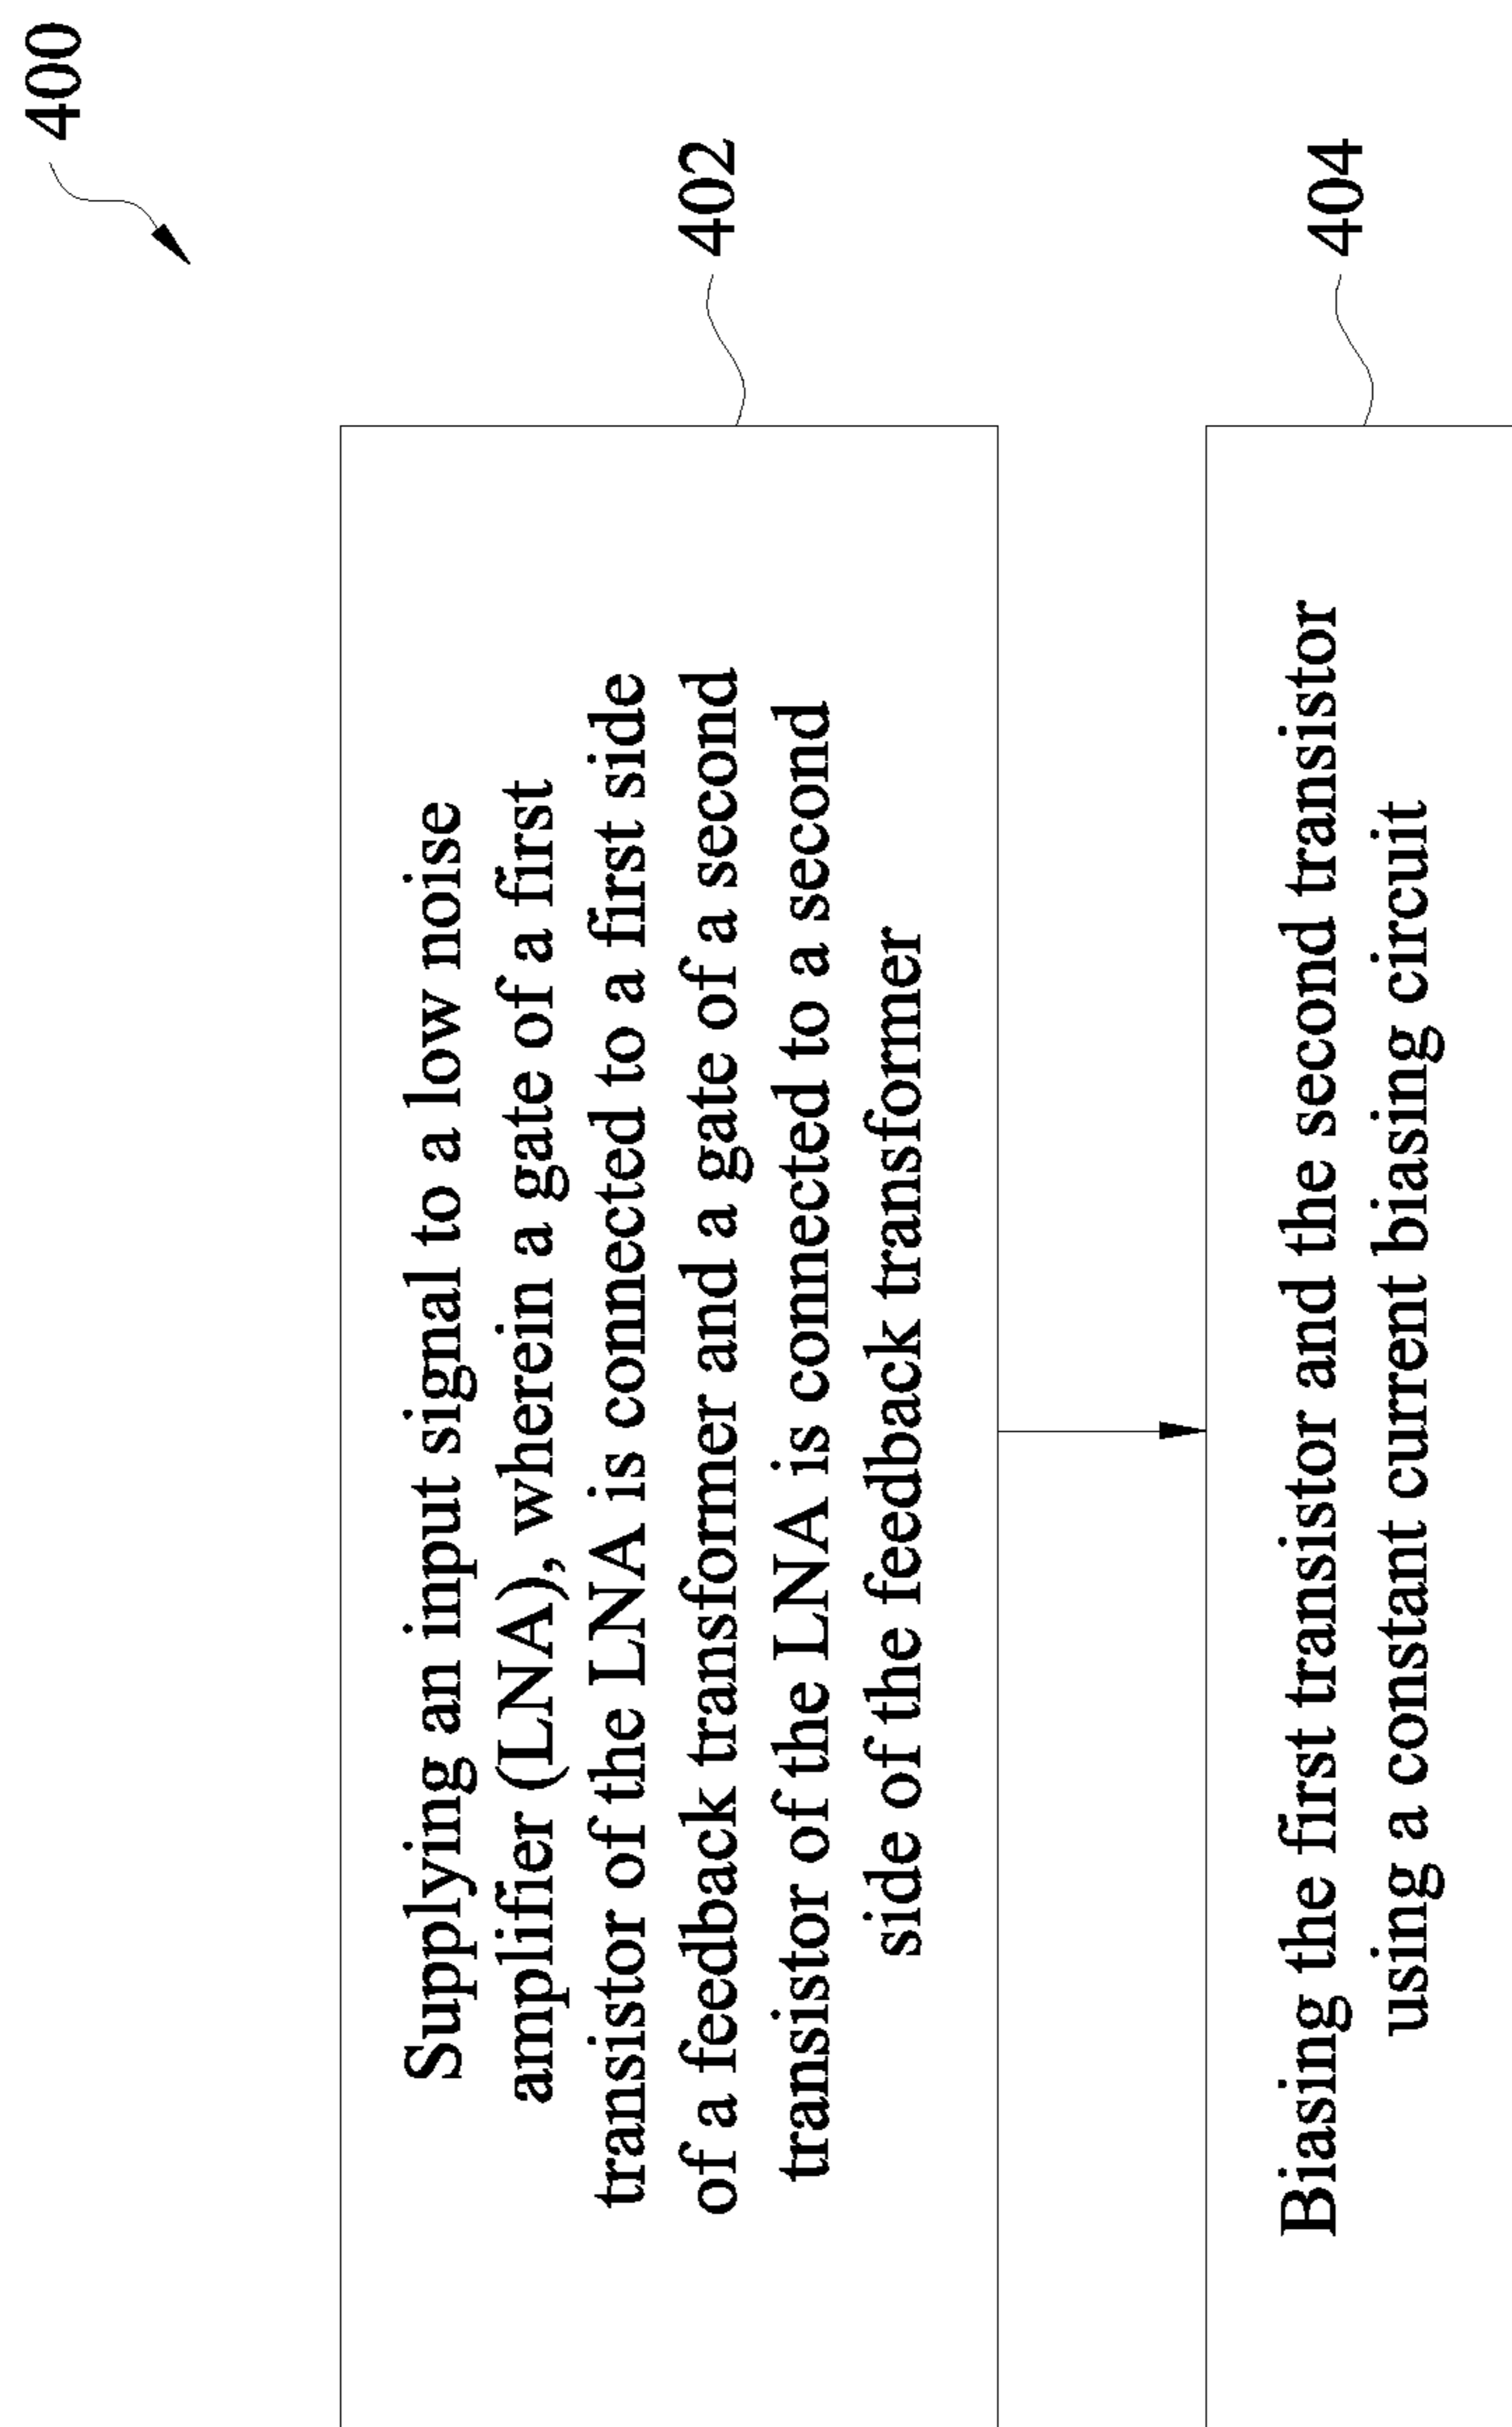 400
402
Supplying an input signal to a low noise
amplifier (LNA), wherein a gate of a first
transistor of the LNA is connected to a first side
of a feedback transformer and a gate of a second
transistor of the LNA is connected to a second
side of the feedback transformer
404
Biasing the first transistor and the second transistor
using a constant current biasing circuit